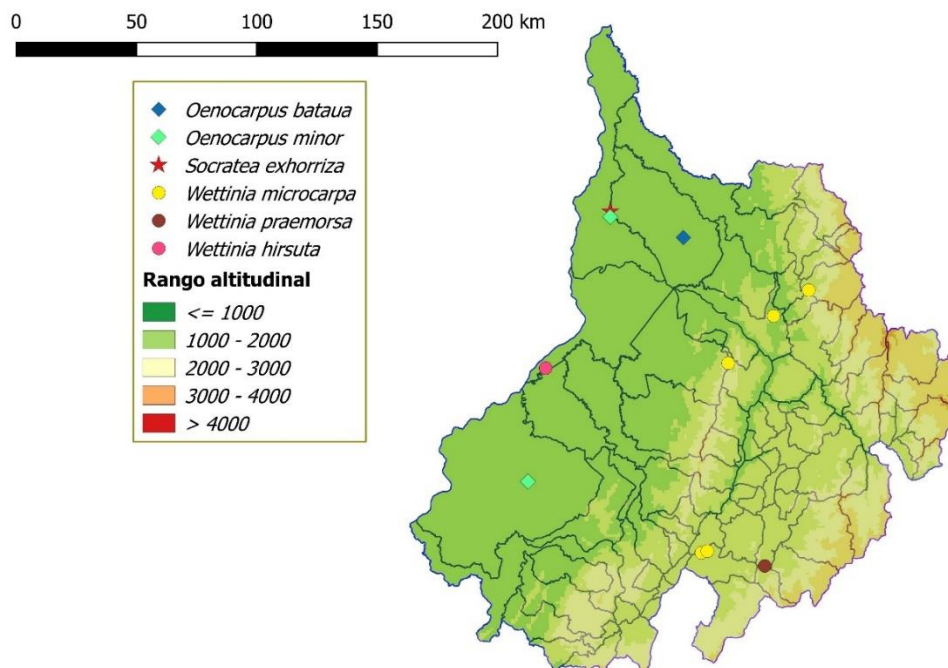 0 50 100 150 200 km
Oenocarpus bataua
Oenocarpus minor
Socratea exhorriza
Wettinia microcarpa
Wettinia praemorsa
Wettinia hirsuta
Rango altitudinal
<= 1000
1000 - 2000
2000 - 3000
3000 - 4000
> 4000